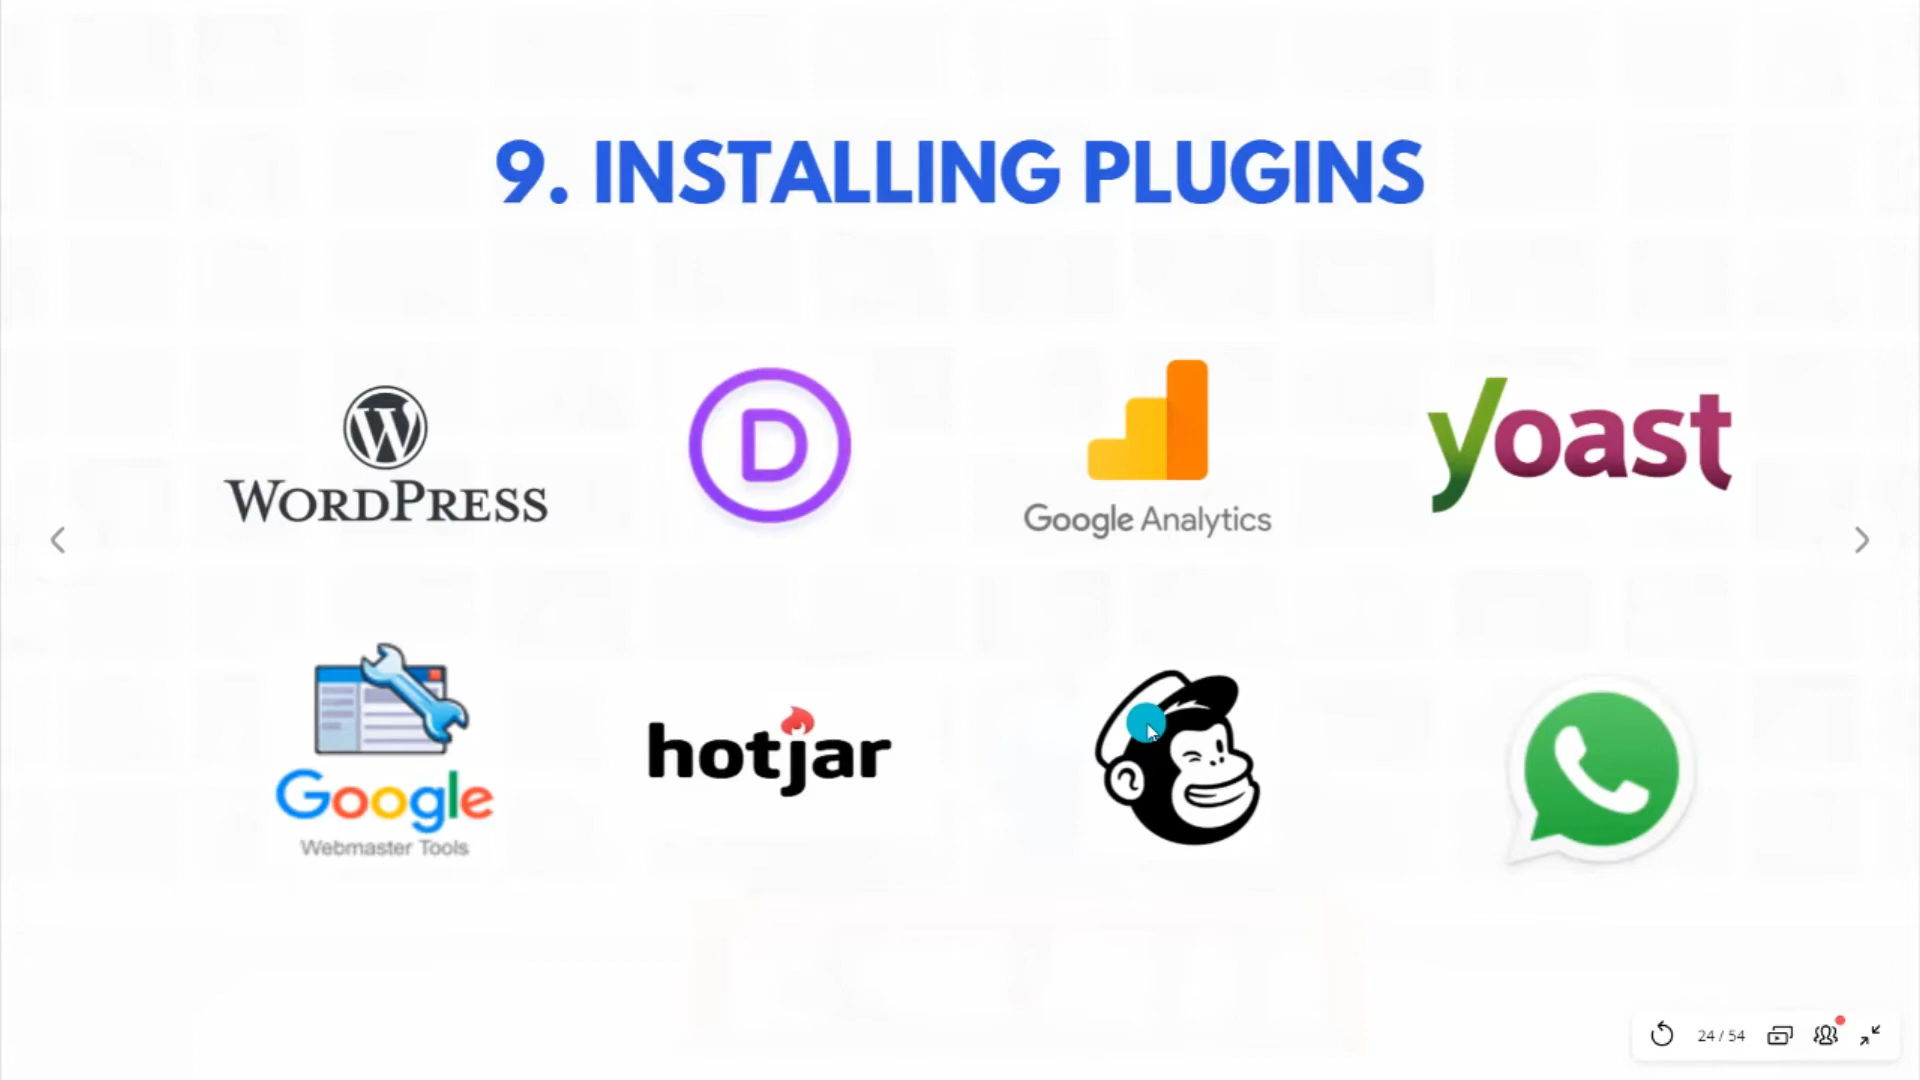 9. INSTALLING PLUGINS
WORDPRESS
D
Google Analytics
yoast
Google
Webmaster Tools
hotjar
24 / 54